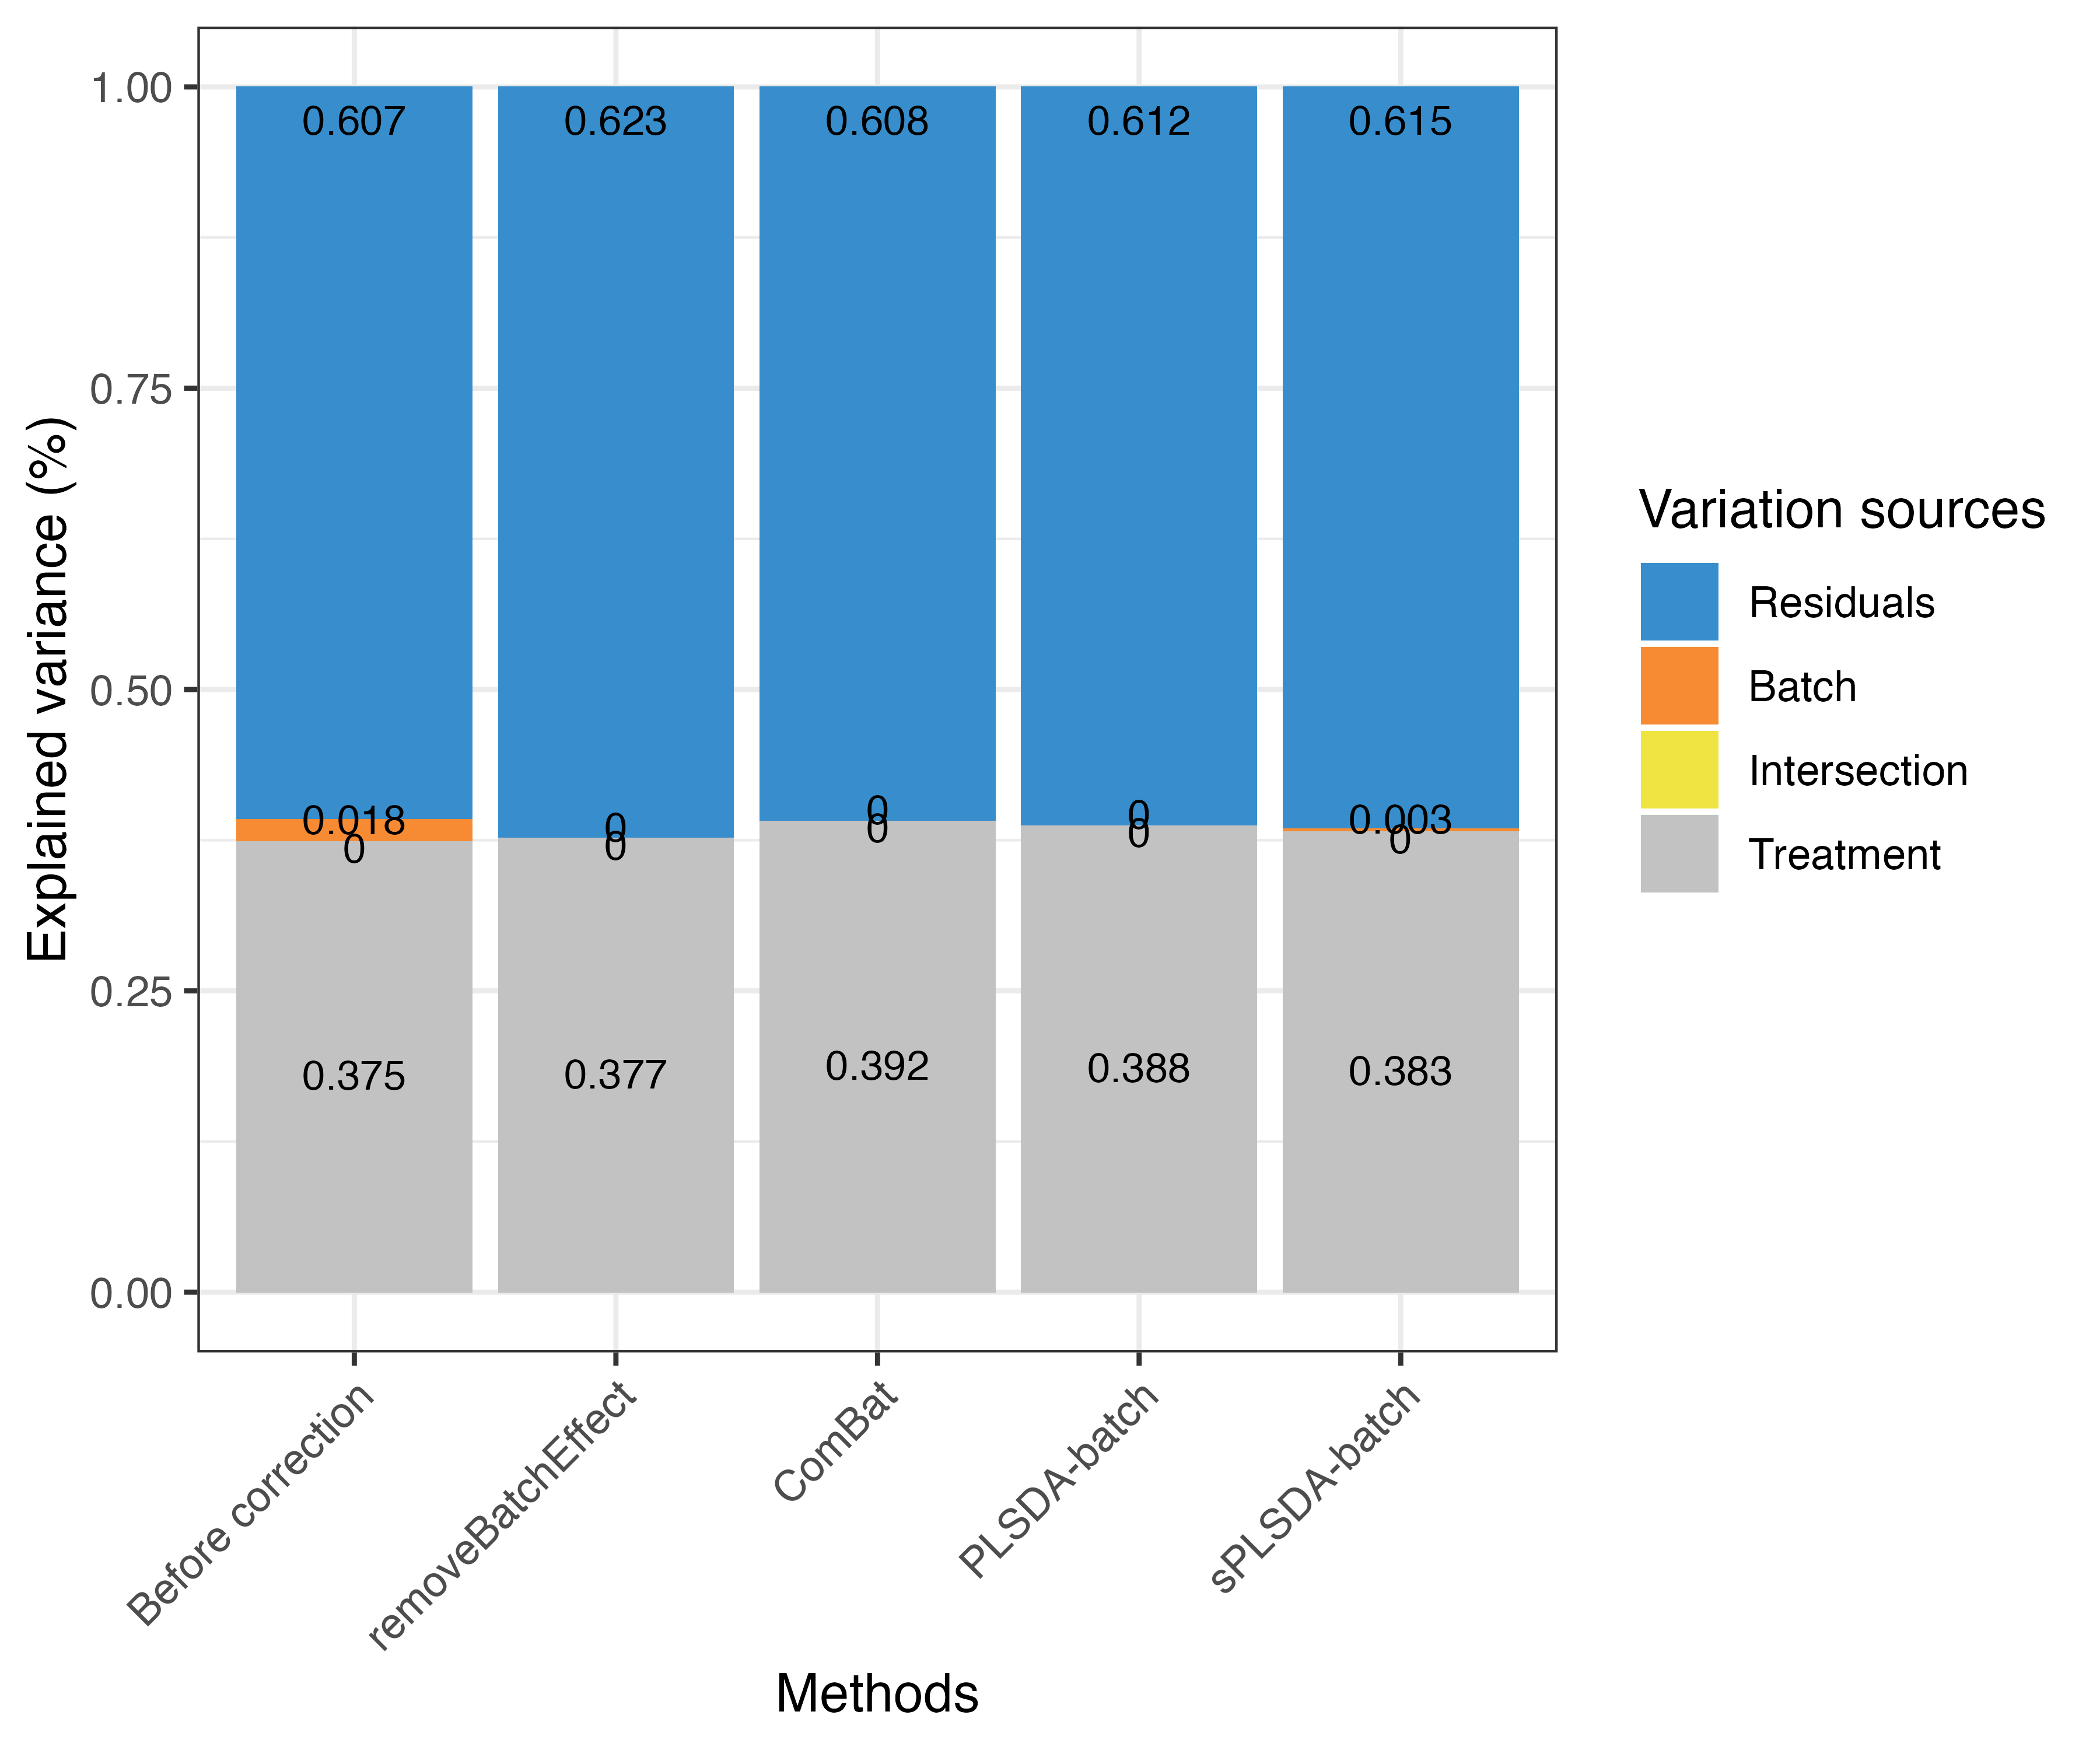 1.00
0.75
0.50
0.25
0.00
Explained variance (%)
0.607
0.623
0.608
0.612
0.615
0.018
0
0
0
0
0.003
0
0
0
0
0
0.375
0.377
0.392
0.388
0.383
Before correction
removeBatchEffect
ComBat
PLSDA-batch
sPLSDA-batch
Methods
Variation sources
Residuals
Batch
Intersection
Treatment